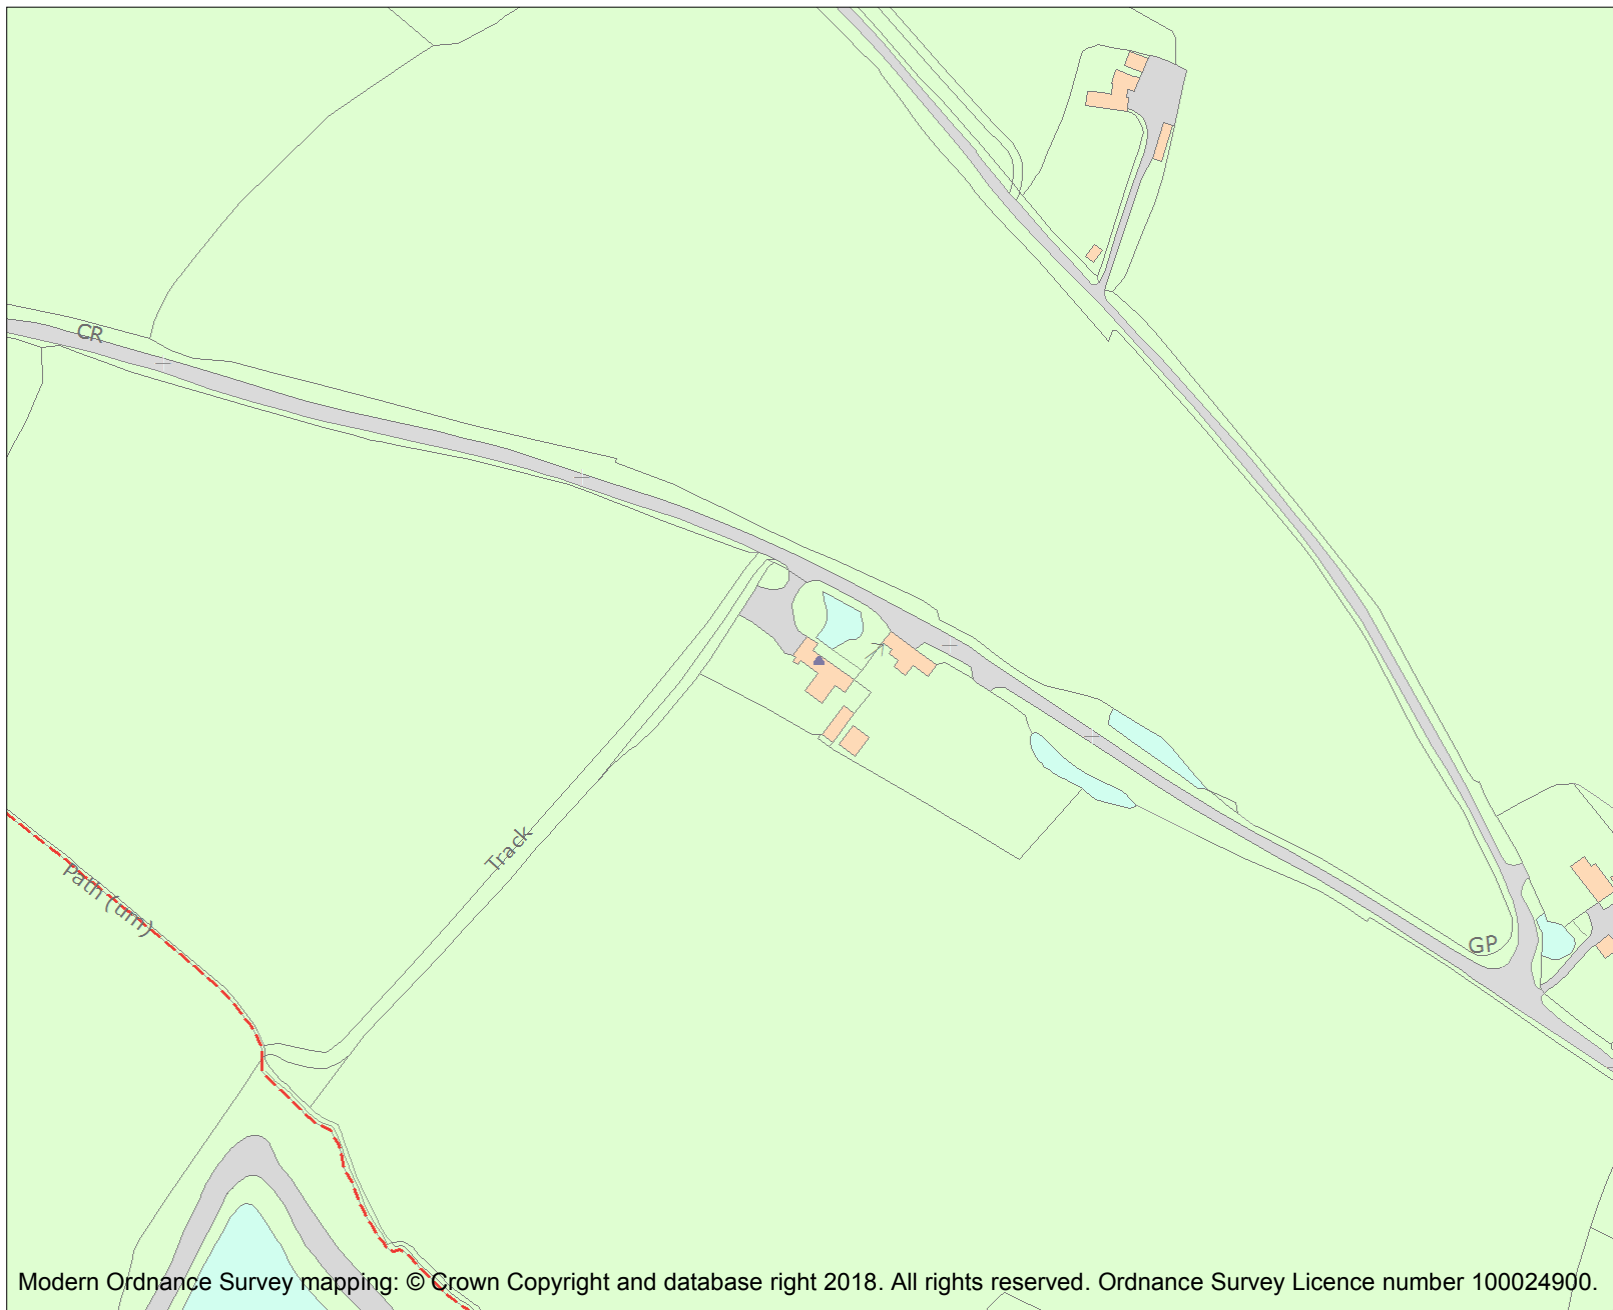 CR
Track
Path (um)
GP
Modern Ordnance Survey mapping: © Crown Copyright and database right 2018. All rights reserved. Ordnance Survey Licence number 100024900.